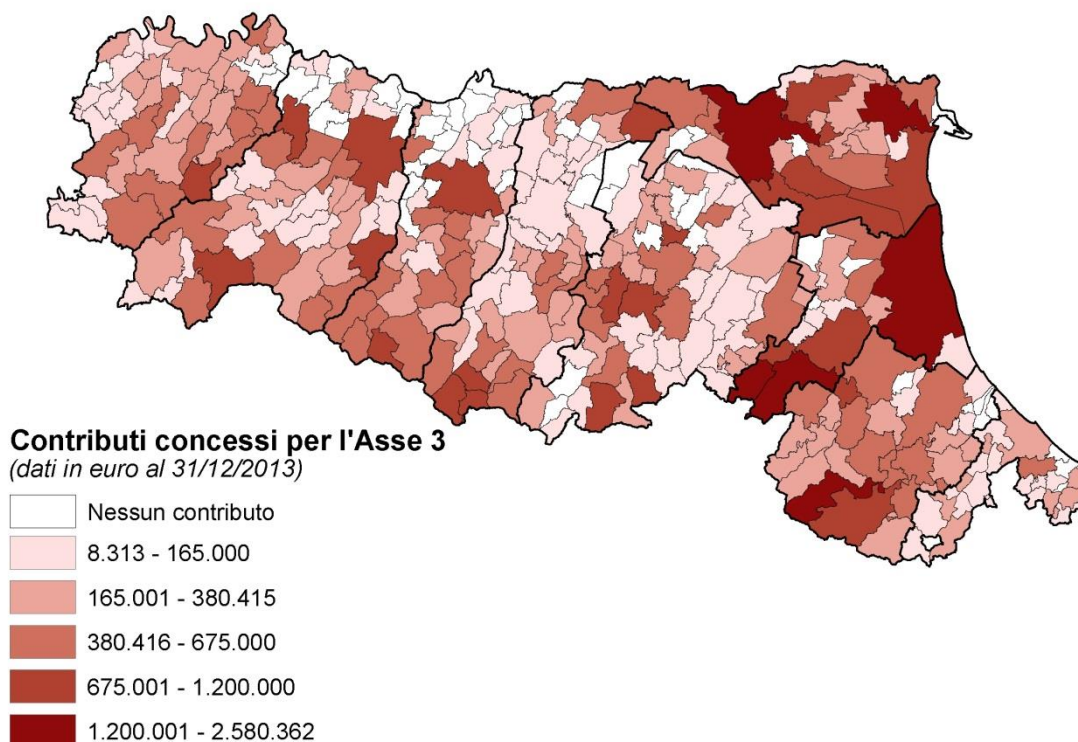 Contributi concessi per l'Asse 3
(dati in euro al 31/12/2013)
Nessun contributo
8.313 - 165.000
165.001 - 380.415
380.416 - 675.000
675.001 - 1.200.000
1.200.001 - 2.580.362